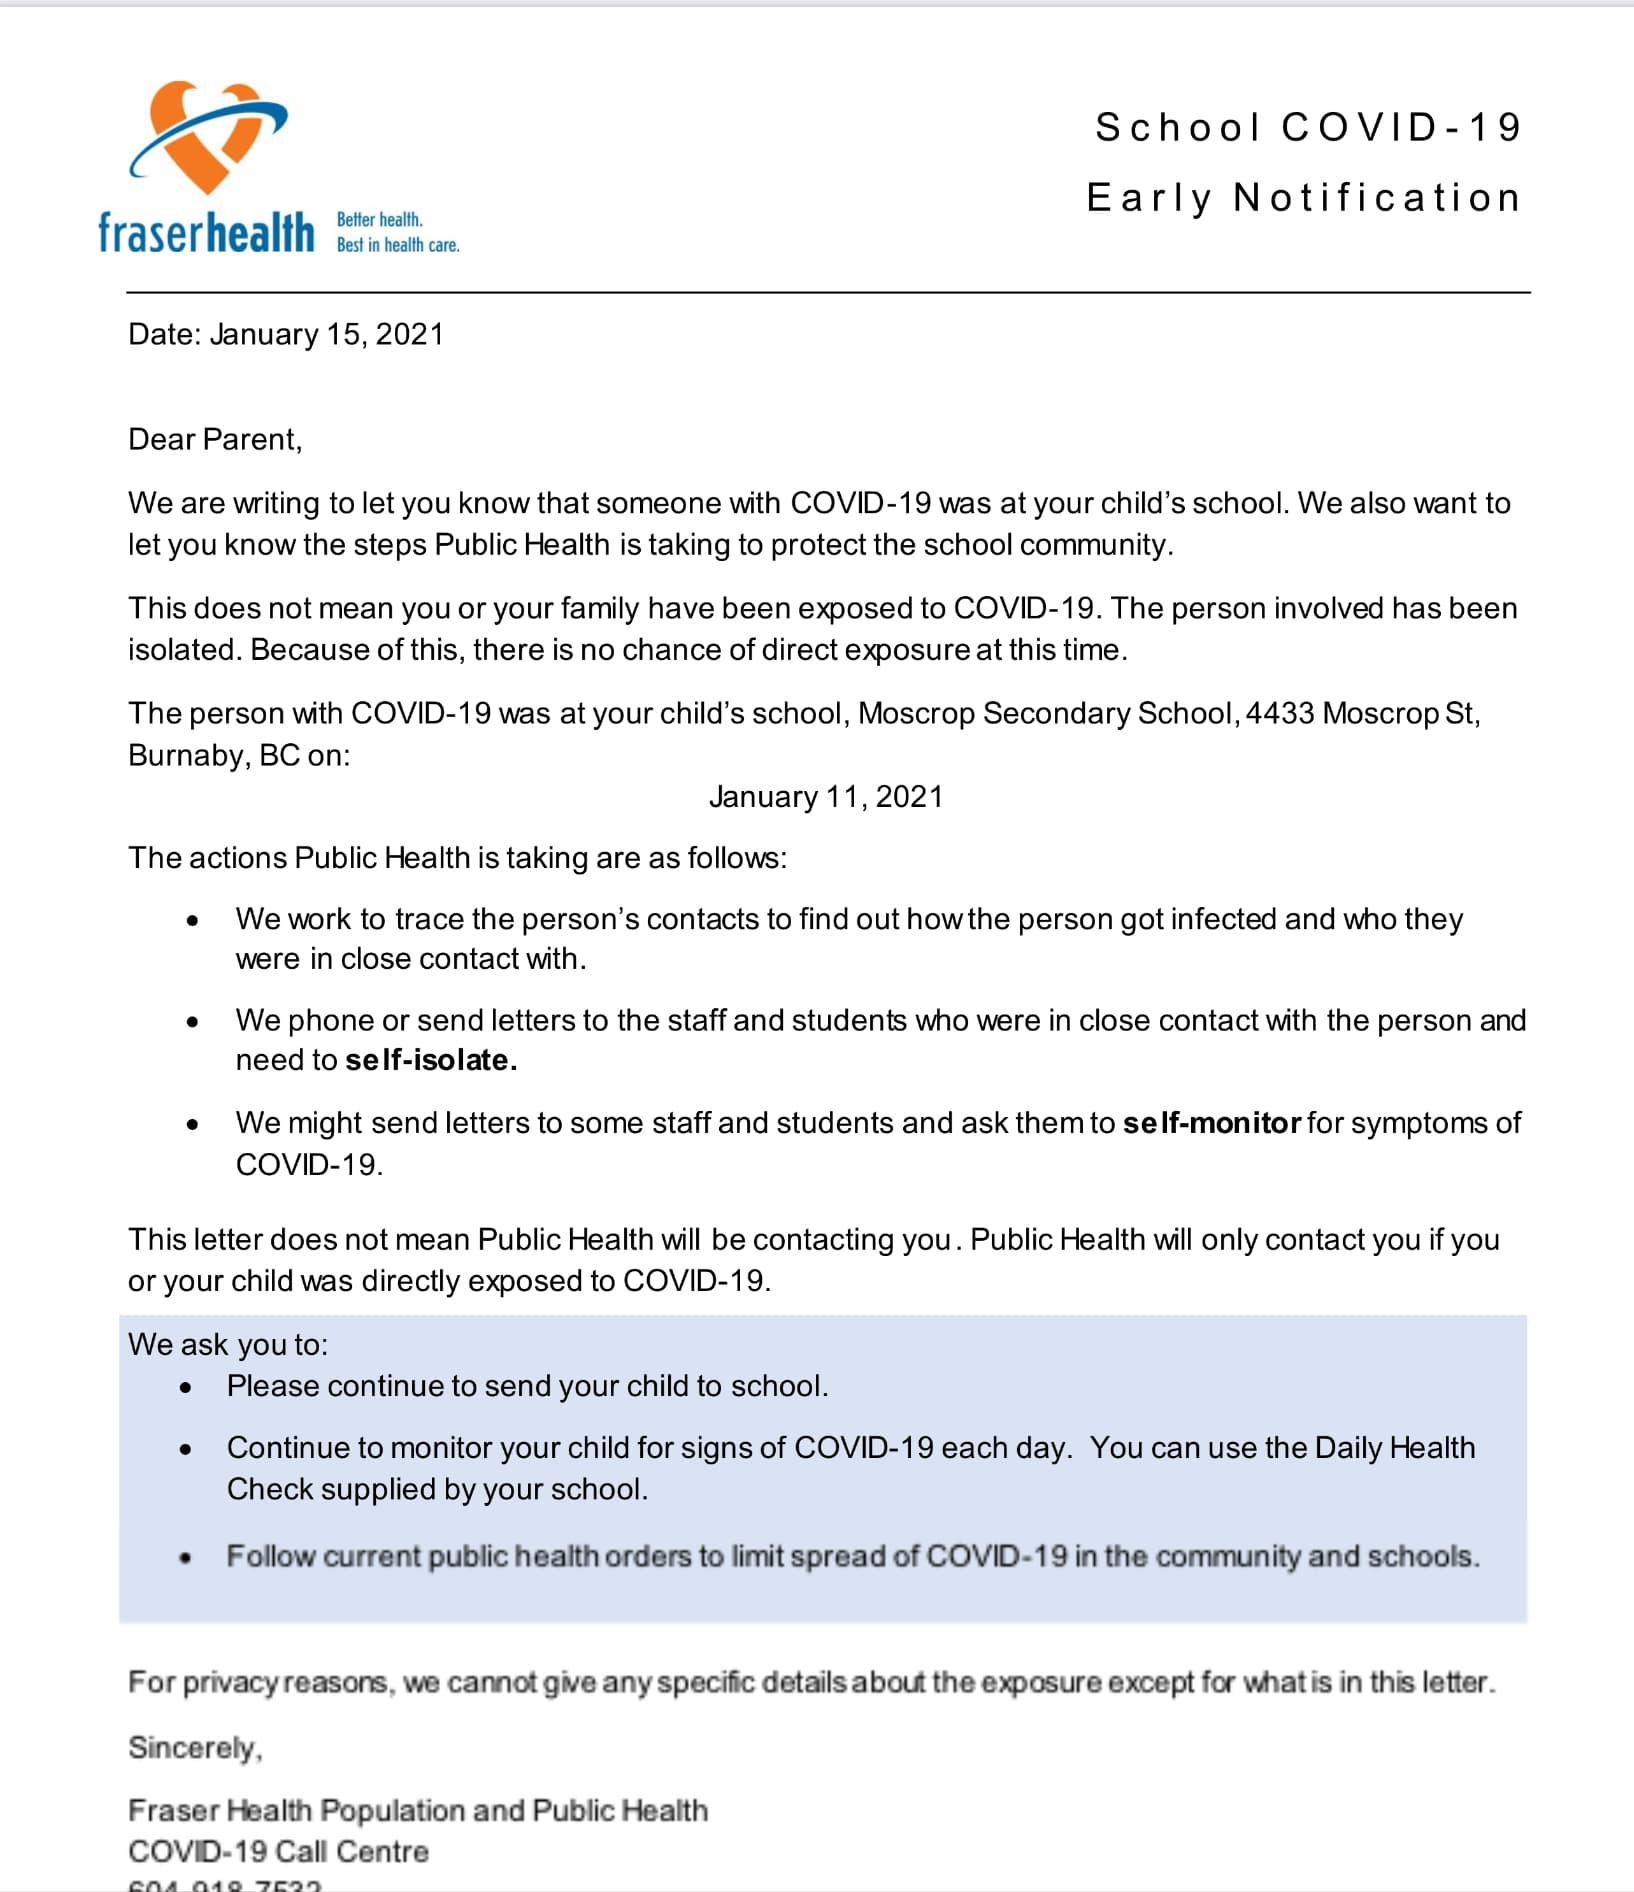 School COVID-19
Early Notification
fraserhealth
Better health.
Best in health care.
Date: January 15, 2021
Dear Parent,
We are writing to let you know that someone with COVID-19 was at your child’s school. We also want to
let you know the steps Public Health is taking to protect the school community.
This does not mean you or your family have been exposed to COVID-19. The person involved has been
isolated. Because of this, there is no chance of direct exposure at this time.
The person with COVID-19 was at your child’s school, Moscrop Secondary School, 4433 Moscrop St,
Burnaby, BC on:
January 11, 2021
The actions Public Health is taking are as follows:
• We work to trace the person’s contacts to find out how the person got infected and who they
were in close contact with.
• We phone or send letters to the staff and students who were in close contact with the person and
need to self-isolate.
• We might send letters to some staff and students and ask them to self-monitor for symptoms of
COVID-19.
This letter does not mean Public Health will be contacting you. Public Health will only contact you if you
or your child was directly exposed to COVID-19.
We ask you to:
• Please continue to send your child to school.
• Continue to monitor your child for signs of COVID-19 each day. You can use the Daily Health
Check supplied by your school.
• Follow current public health orders to limit spread of COVID-19 in the community and schools.
For privacy reasons, we cannot give any specific details about the exposure except for what is in this letter.
Sincerely,
Fraser Health Population and Public Health
COVID-19 Call Centre